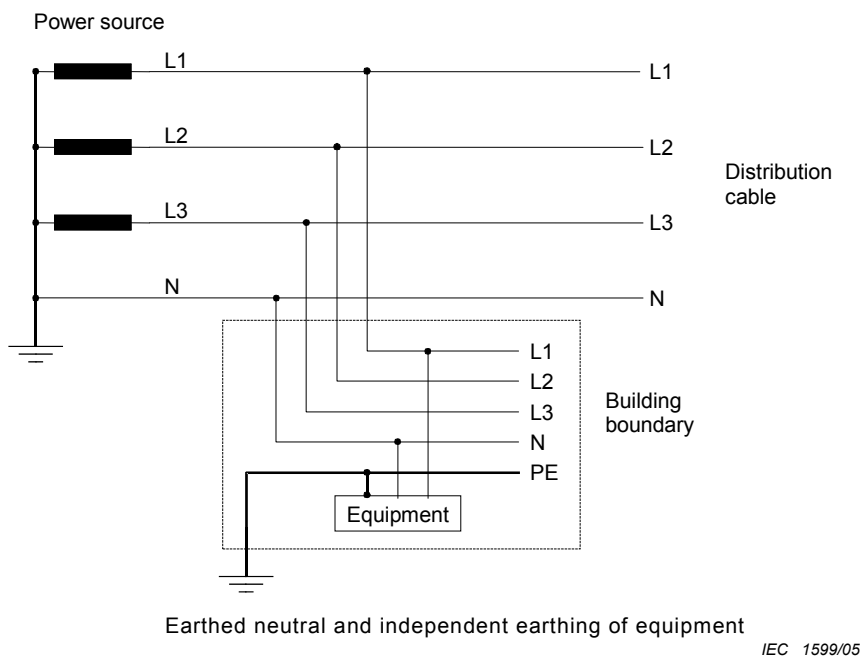 Power source
L1
L1
L2
L2
Distribution
cable
L3
L3
N
N
L1
L2
L3
N
PE
Building
boundary
Equipment
Earthed neutral and independent earthing of equipment
IEC 1599/05